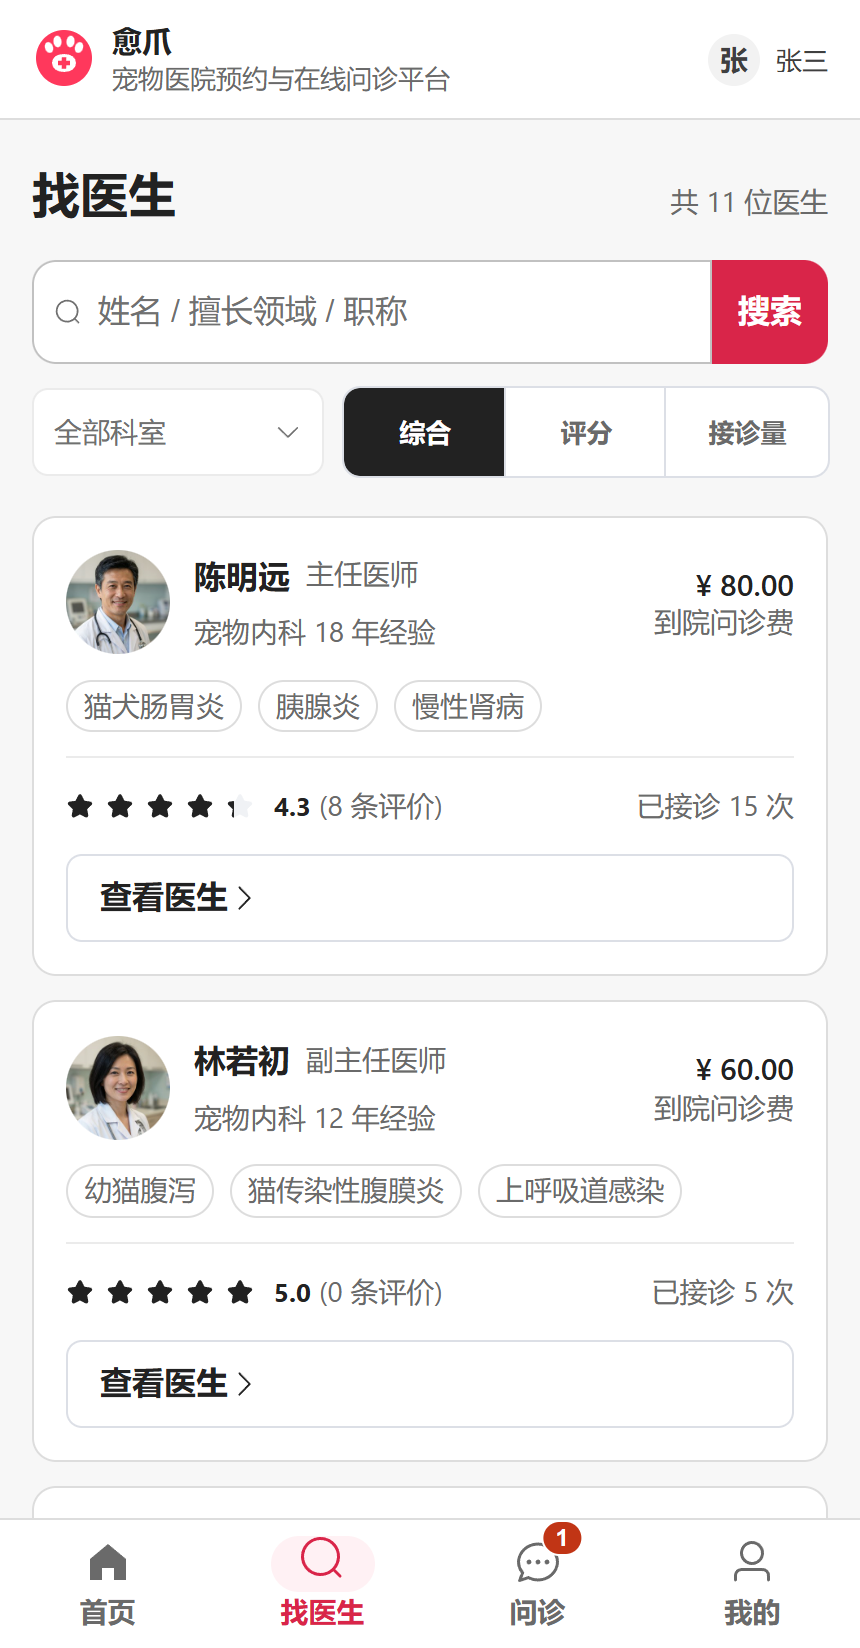 愈爪
宠物医院预约与在线问诊平台
张 张三
找医生
共 11 位医生
姓名 / 擅长领域 / 职称
搜索
全部科室
综合 评分 接诊量
陈明远 主任医师
¥ 80.00
宠物内科 18 年经验
到院问诊费
猫犬肠胃炎 胰腺炎 慢性肾病
4.3 (8 条评价) 已接诊 15 次
查看医生
林若初 副主任医师
¥ 60.00
宠物内科 12 年经验
到院问诊费
幼猫腹泻 猫传染性腹膜炎 上呼吸道感染
5.0 (0 条评价) 已接诊 5 次
查看医生
1
首页 找医生 问诊 我的